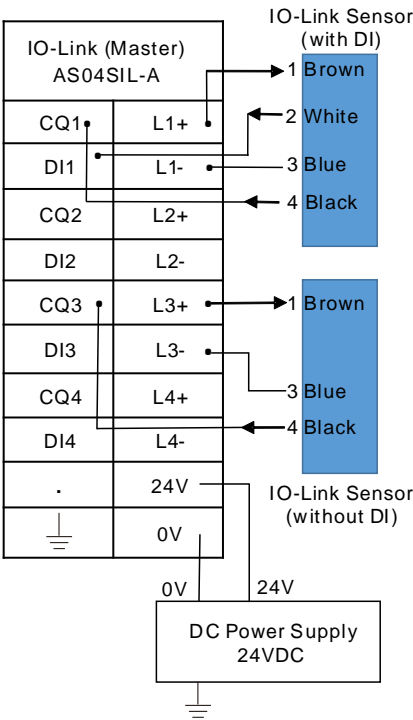 IO-Link (Master)
AS04SIL-A
CQ1 L1+
DI1 L1-
CQ2 L2+
DI2 L2-
CQ3 L3+
DI3 L3-
CQ4 L4+
DI4 L4-
. 24V
0V
IO-Link Sensor
(with DI)
1 Brown
2 White
3 Blue
4 Black
1 Brown
3 Blue
4 Black
IO-Link Sensor
(without DI)
0V 24V
DC Power Supply
24VDC